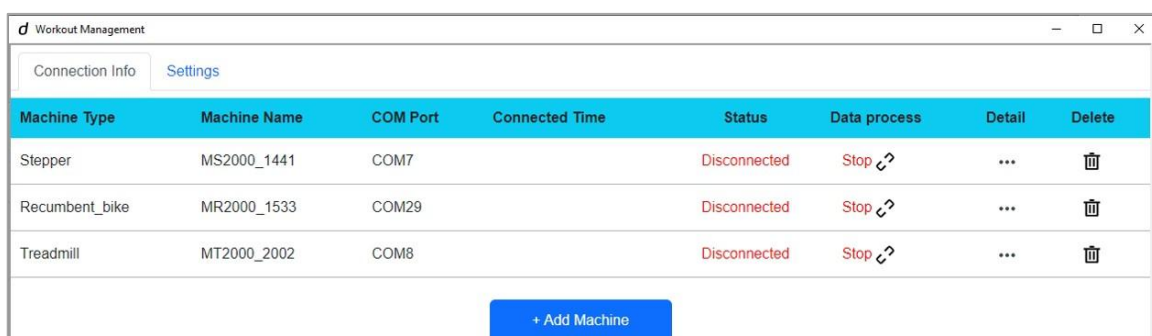 d Workout Management
Connection Info Settings
Machine Type Machine Name COM Port Connected Time Status Data process Detail Delete
Stepper MS2000_1441 COM7 Disconnected Stop ...
Recumbent_bike MR2000_1533 COM29 Disconnected Stop ...
Treadmill MT2000_2002 COM8 Disconnected Stop ...
+ Add Machine